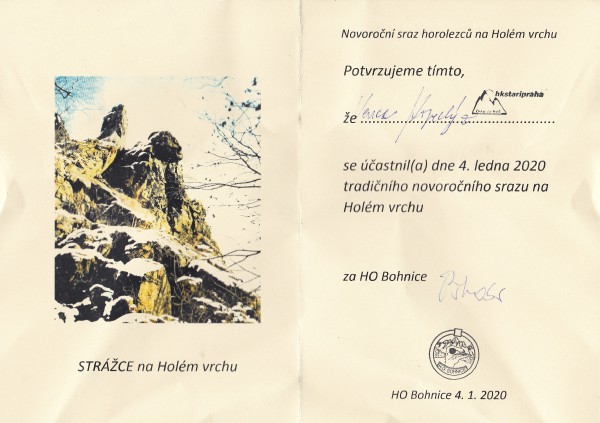 STRÁŽCE na Holém vrchu
Novoroční sraz horolezců na Holém vrchu
Potvrzujeme tímto,
že
hkstaripraha
se účastnil(a) dne 4. ledna 2020
tradičního novoročního srazu na
Holém vrchu
za HO Bohnice
HO Bohnice 4. 1. 2020